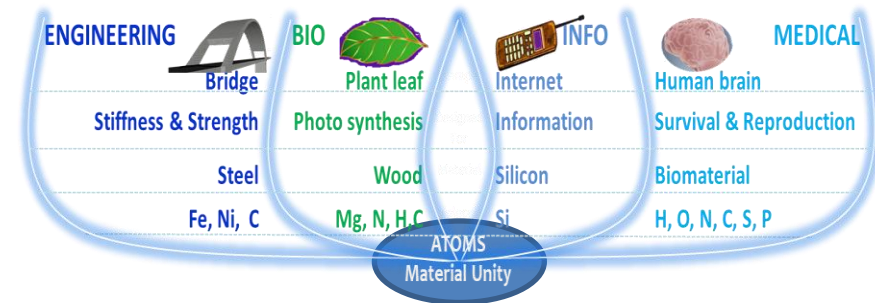 ENGINEERING BIO INFO MEDICAL
Bridge Plant leaf Internet Human brain
Stiffness & Strength Photo synthesis Information Survival & Reproduction
Steel Wood Silicon Biomaterial
Fe, Ni, C Mg, N, H,C Si H, O, N, C, S, P
ATOMS
Material Unity